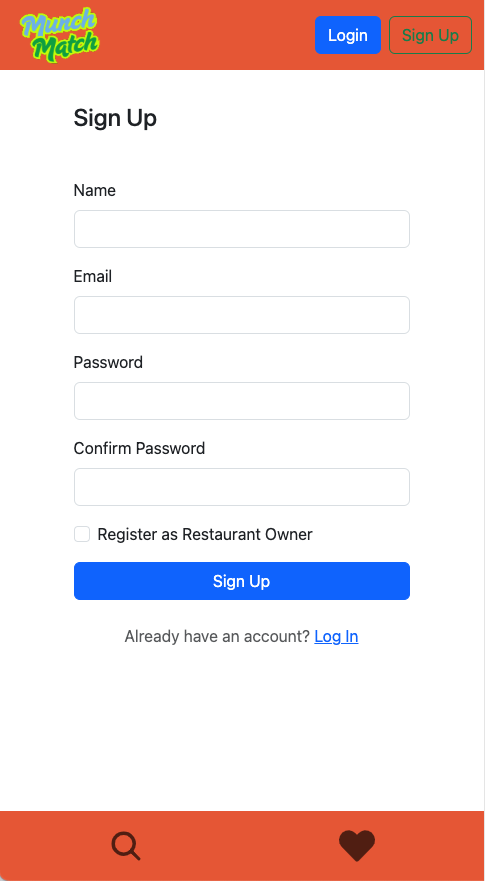 Munch
Match
Login
Sign Up
Sign Up
Name
Email
Password
Confirm Password
Register as Restaurant Owner
Sign Up
Already have an account? Log In